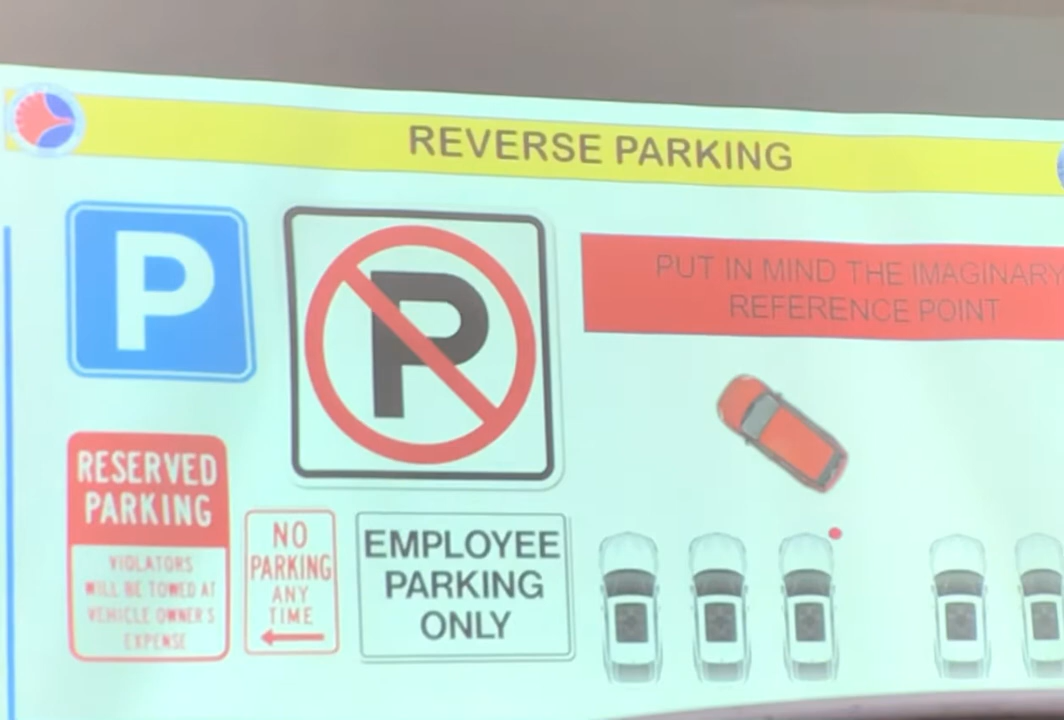 REVERSE PARKING
P
P
PUT IN MIND THE IMAGINARY
REFERENCE POINT
RESERVED
PARKING
VIOLATORS
WILL BE TOWED AT
VEHICLE OWNER'S
EXPENSE
NO
PARKING
ANY
TIME
EMPLOYEE
PARKING
ONLY